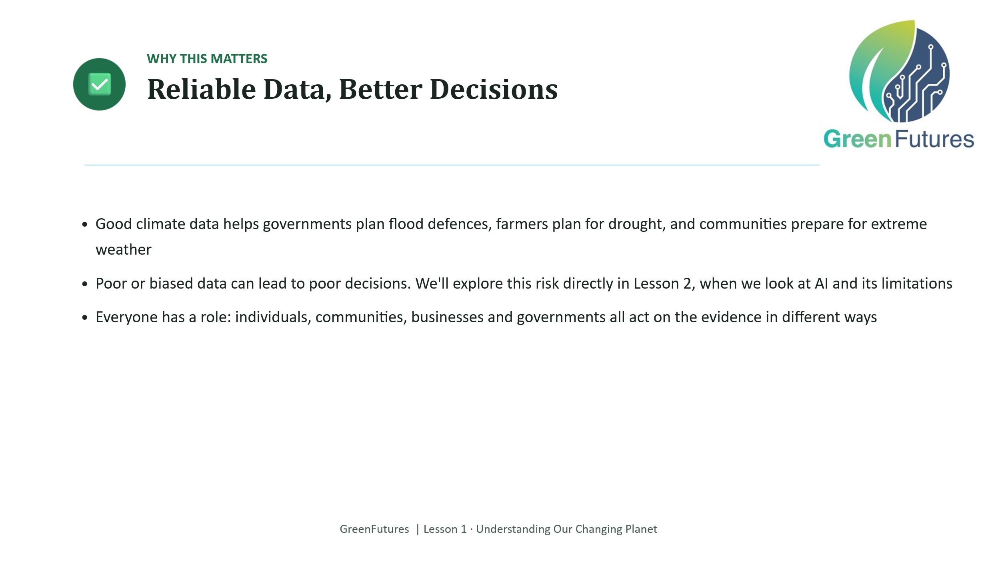 WHY THIS MATTERS
Reliable Data, Better Decisions
GreenFutures
• Good climate data helps governments plan flood defences, farmers plan for drought, and communities prepare for extreme
weather
• Poor or biased data can lead to poor decisions. We'll explore this risk directly in Lesson 2, when we look at AI and its limitations
• Everyone has a role: individuals, communities, businesses and governments all act on the evidence in different ways
GreenFutures | Lesson 1 · Understanding Our Changing Planet